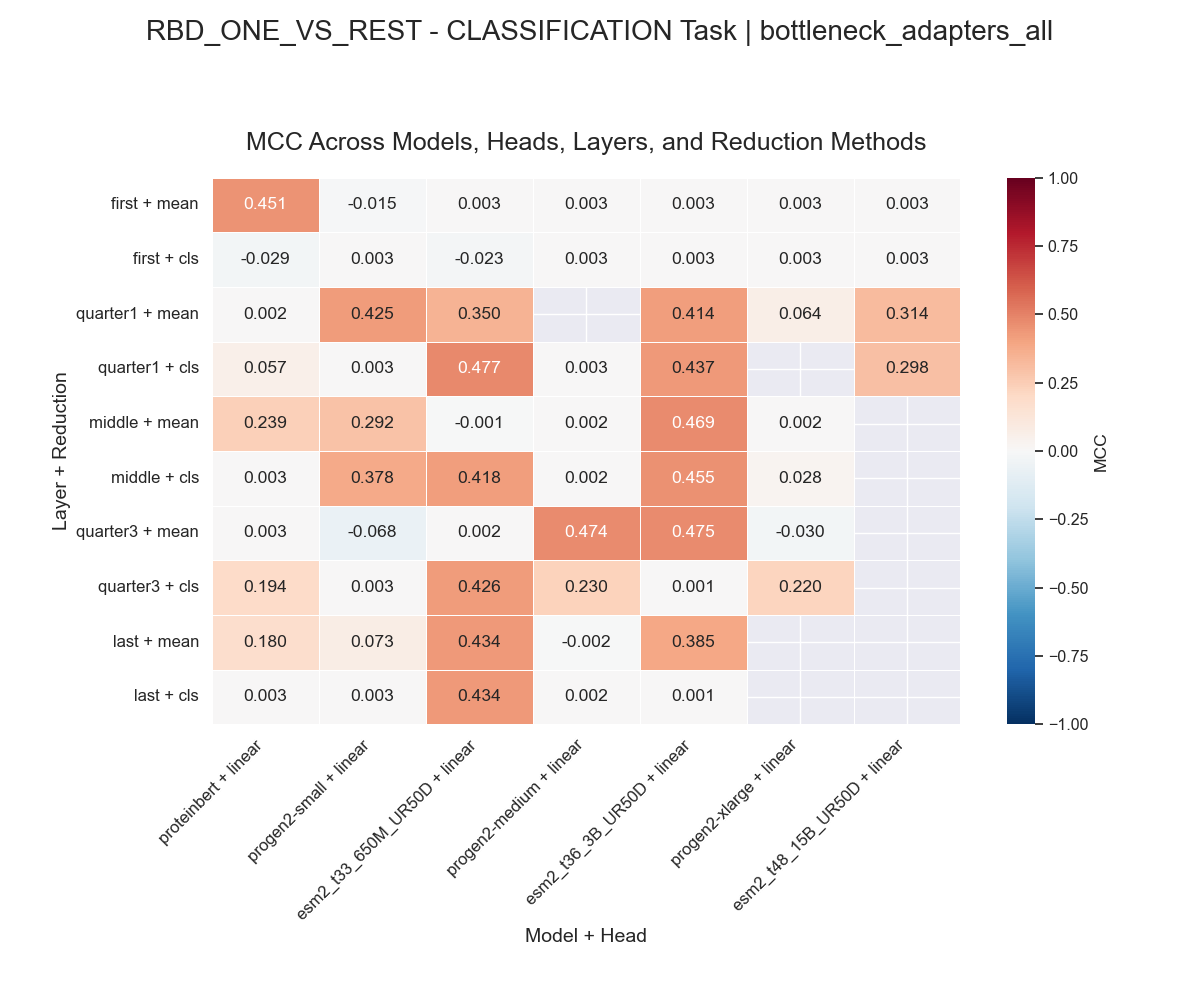 RBD_ONE_VS_REST - CLASSIFICATION Task | bottleneck_adapters_all
MCC Across Models, Heads, Layers, and Reduction Methods
Layer + Reduction
first + mean 0.451 -0.015 0.003 0.003 0.003 0.003 0.003
first + cls -0.029 0.003 -0.023 0.003 0.003 0.003 0.003
quarter1 + mean 0.002 0.425 0.350 0.414 0.064 0.314
quarter1 + cls 0.057 0.003 0.477 0.003 0.437 0.298
middle + mean 0.239 0.292 -0.001 0.002 0.469 0.002
middle + cls 0.003 0.378 0.418 0.002 0.455 0.028
quarter3 + mean 0.003 -0.068 0.002 0.474 0.475 -0.030
quarter3 + cls 0.194 0.003 0.426 0.230 0.001 0.220
last + mean 0.180 0.073 0.434 -0.002 0.385
last + cls 0.003 0.003 0.434 0.002 0.001
proteinbert + linear
progen2-small + linear
esm2_t33_650M_UR50D + linear
progen2-medium + linear
esm2_t36_3B_UR50D + linear
progen2-xlarge + linear
esm2_t48_15B_UR50D + linear
Model + Head
1.00
0.75
0.50
0.25
0.00
−0.25
−0.50
−0.75
−1.00
MCC